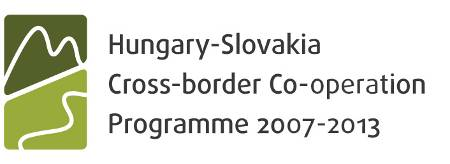 Hungary-Slovakia
Cross-border Co-operation
Programme 2007-2013